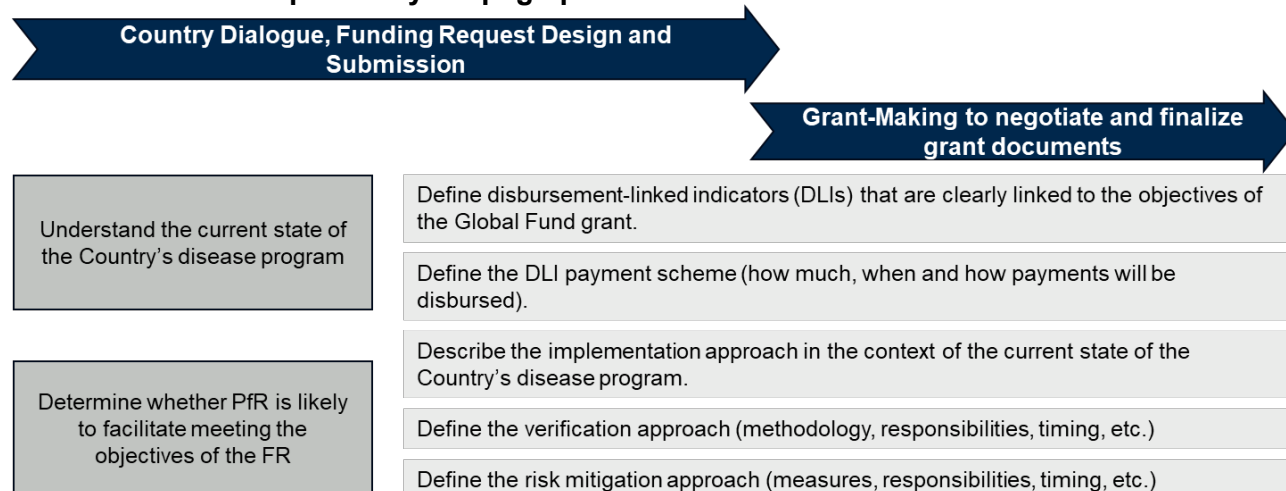 Country Dialogue, Funding Request Design and
Submission
Grant-Making to negotiate and finalize
grant documents
Understand the current state of
the Country's disease program
Determine whether PfR is likely
to facilitate meeting the
objectives of the FR
Define disbursement-linked indicators (DLIs) that are clearly linked to the objectives of
the Global Fund grant.
Define the DLI payment scheme (how much, when and how payments will be
disbursed).
Describe the implementation approach in the context of the current state of the
Country's disease program.
Define the verification approach (methodology, responsibilities, timing, etc.)
Define the risk mitigation approach (measures, responsibilities, timing, etc.)